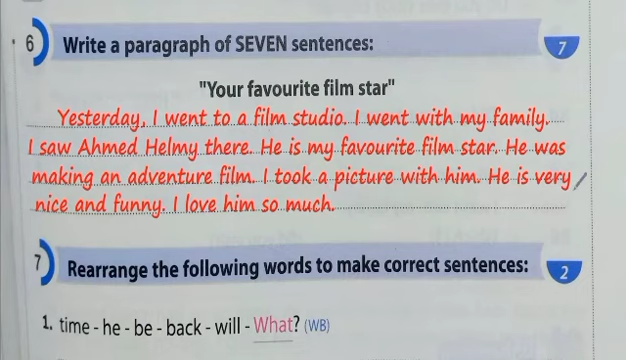 6 Write a paragraph of SEVEN sentences: 7
"Your favourite film star"
Yesterday, I went to a film studio. I went with my family.
I saw Ahmed Helmy there. He is my favourite film star. He was
making an adventure film. I took a picture with him. He is very
nice and funny. I love him so much.
7 Rearrange the following words to make correct sentences: 2
1. time - he - be - back - will - What? (WB)